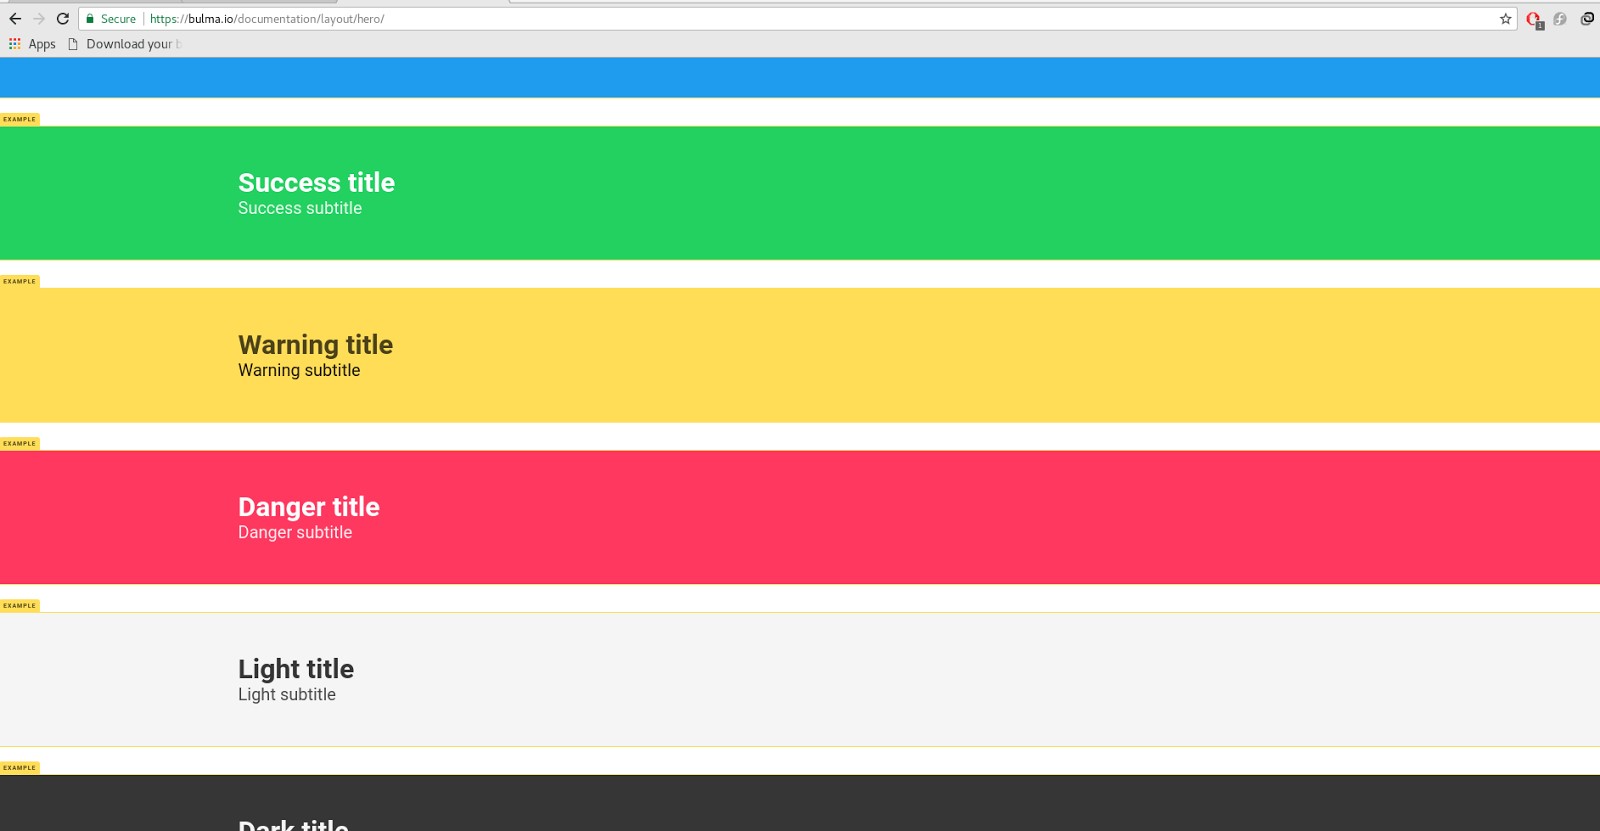 Secure https://bulma.io/documentation/layout/hero/
1
Apps Download your
EXAMPLE
Success title
Success subtitle
EXAMPLE
Warning title
Warning subtitle
EXAMPLE
Danger title
Danger subtitle
EXAMPLE
Light title
Light subtitle
EXAMPLE
Dark title